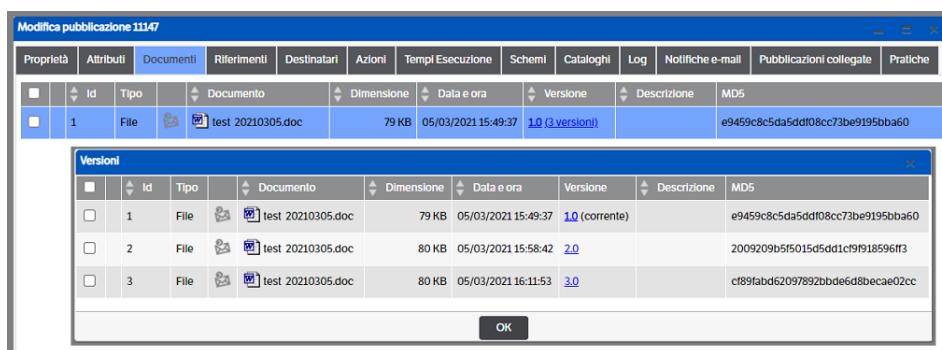 Modifica pubblicazione 11147
Proprietà Attributi Documenti Riferimenti Destinatari Azioni Tempi Esecuzione Schemi Cataloghi Log Notifiche e-mail Pubblicazioni collegate Pratiche
Id Tipo Documento Dimensione Data e ora Versione Descrizione MD5
1 File test 20210305.doc 79 KB 05/03/2021 15:49:37 1.0 (3 versioni) e9459c8c5da5ddf08cc73be9195bba60
Versioni
Id Tipo Documento Dimensione Data e ora Versione Descrizione MD5
1 File test 20210305.doc 79 KB 05/03/2021 15:49:37 1.0 (corrente) e9459c8c5da5ddf08cc73be9195bba60
2 File test 20210305.doc 80 KB 05/03/2021 15:58:42 2.0 2009209b5f5015d5dd1cf9f918596ff3
3 File test 20210305.doc 80 KB 05/03/2021 16:11:53 3.0 cf89fabd62097892bbde6d8becae02cc
OK